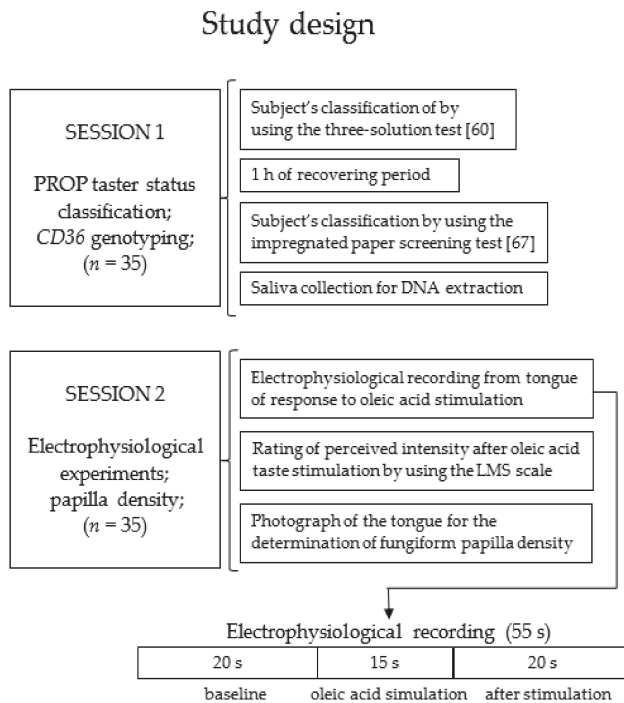 Study design
SESSION 1
PROP taster status
classification;
CD36 genotyping;
(n = 35)
Subject's classification of by
using the three-solution test [60]
1 h of recovering period
Subject's classification by using the
impregnated paper screening test [67]
Saliva collection for DNA extraction
SESSION 2
Electrophysiological
experiments;
papilla density;
(n = 35)
Electrophysiological recording from tongue
of response to oleic acid stimulation
Rating of perceived intensity after oleic acid
taste stimulation by using the LMS scale
Photograph of the tongue for the
determination of fungiform papilla density
Electrophysiological recording (55 s)
20 s 15 s 20 s
baseline oleic acid simulation after stimulation